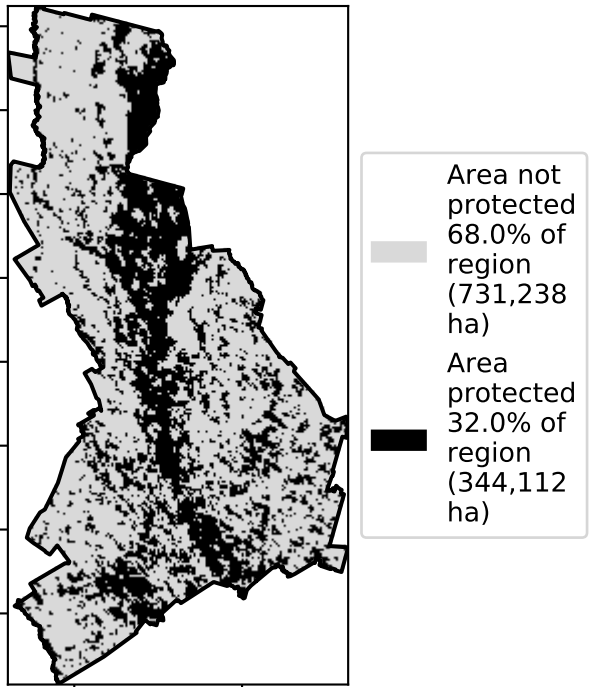 Area not
protected
68.0% of
region
(731,238
ha)
Area
protected
32.0% of
region
(344,112
ha)